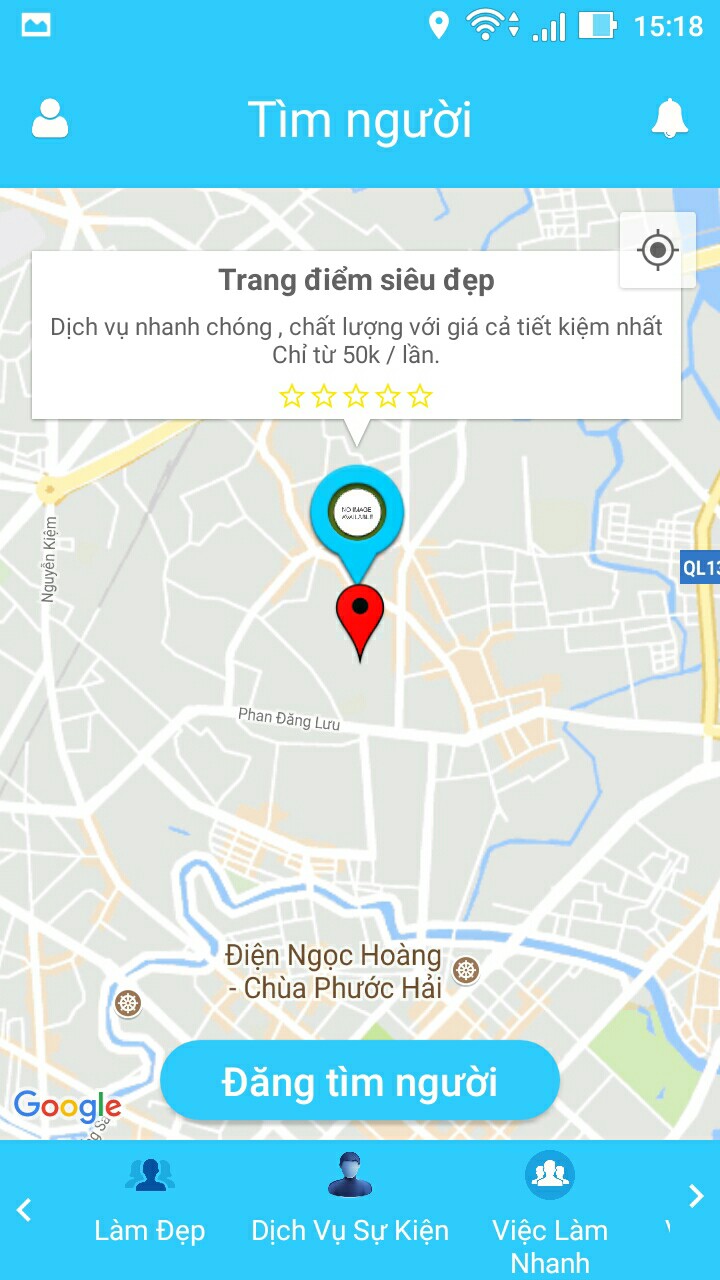 15:18
Tìm người
Trang điểm siêu đẹp
Dịch vụ nhanh chóng , chất lượng với giá cả tiết kiệm nhất
Chỉ từ 50k / lần.
NO IMAGE
AVAILABLE
Nguyễn Kiệm
QL13
Phan Đăng Lưu
Điện Ngọc Hoàng
- Chùa Phước Hải
Đăng tìm người
Google
Làm Đẹp
Dịch Vụ Sự Kiện
Việc Làm
Nhanh